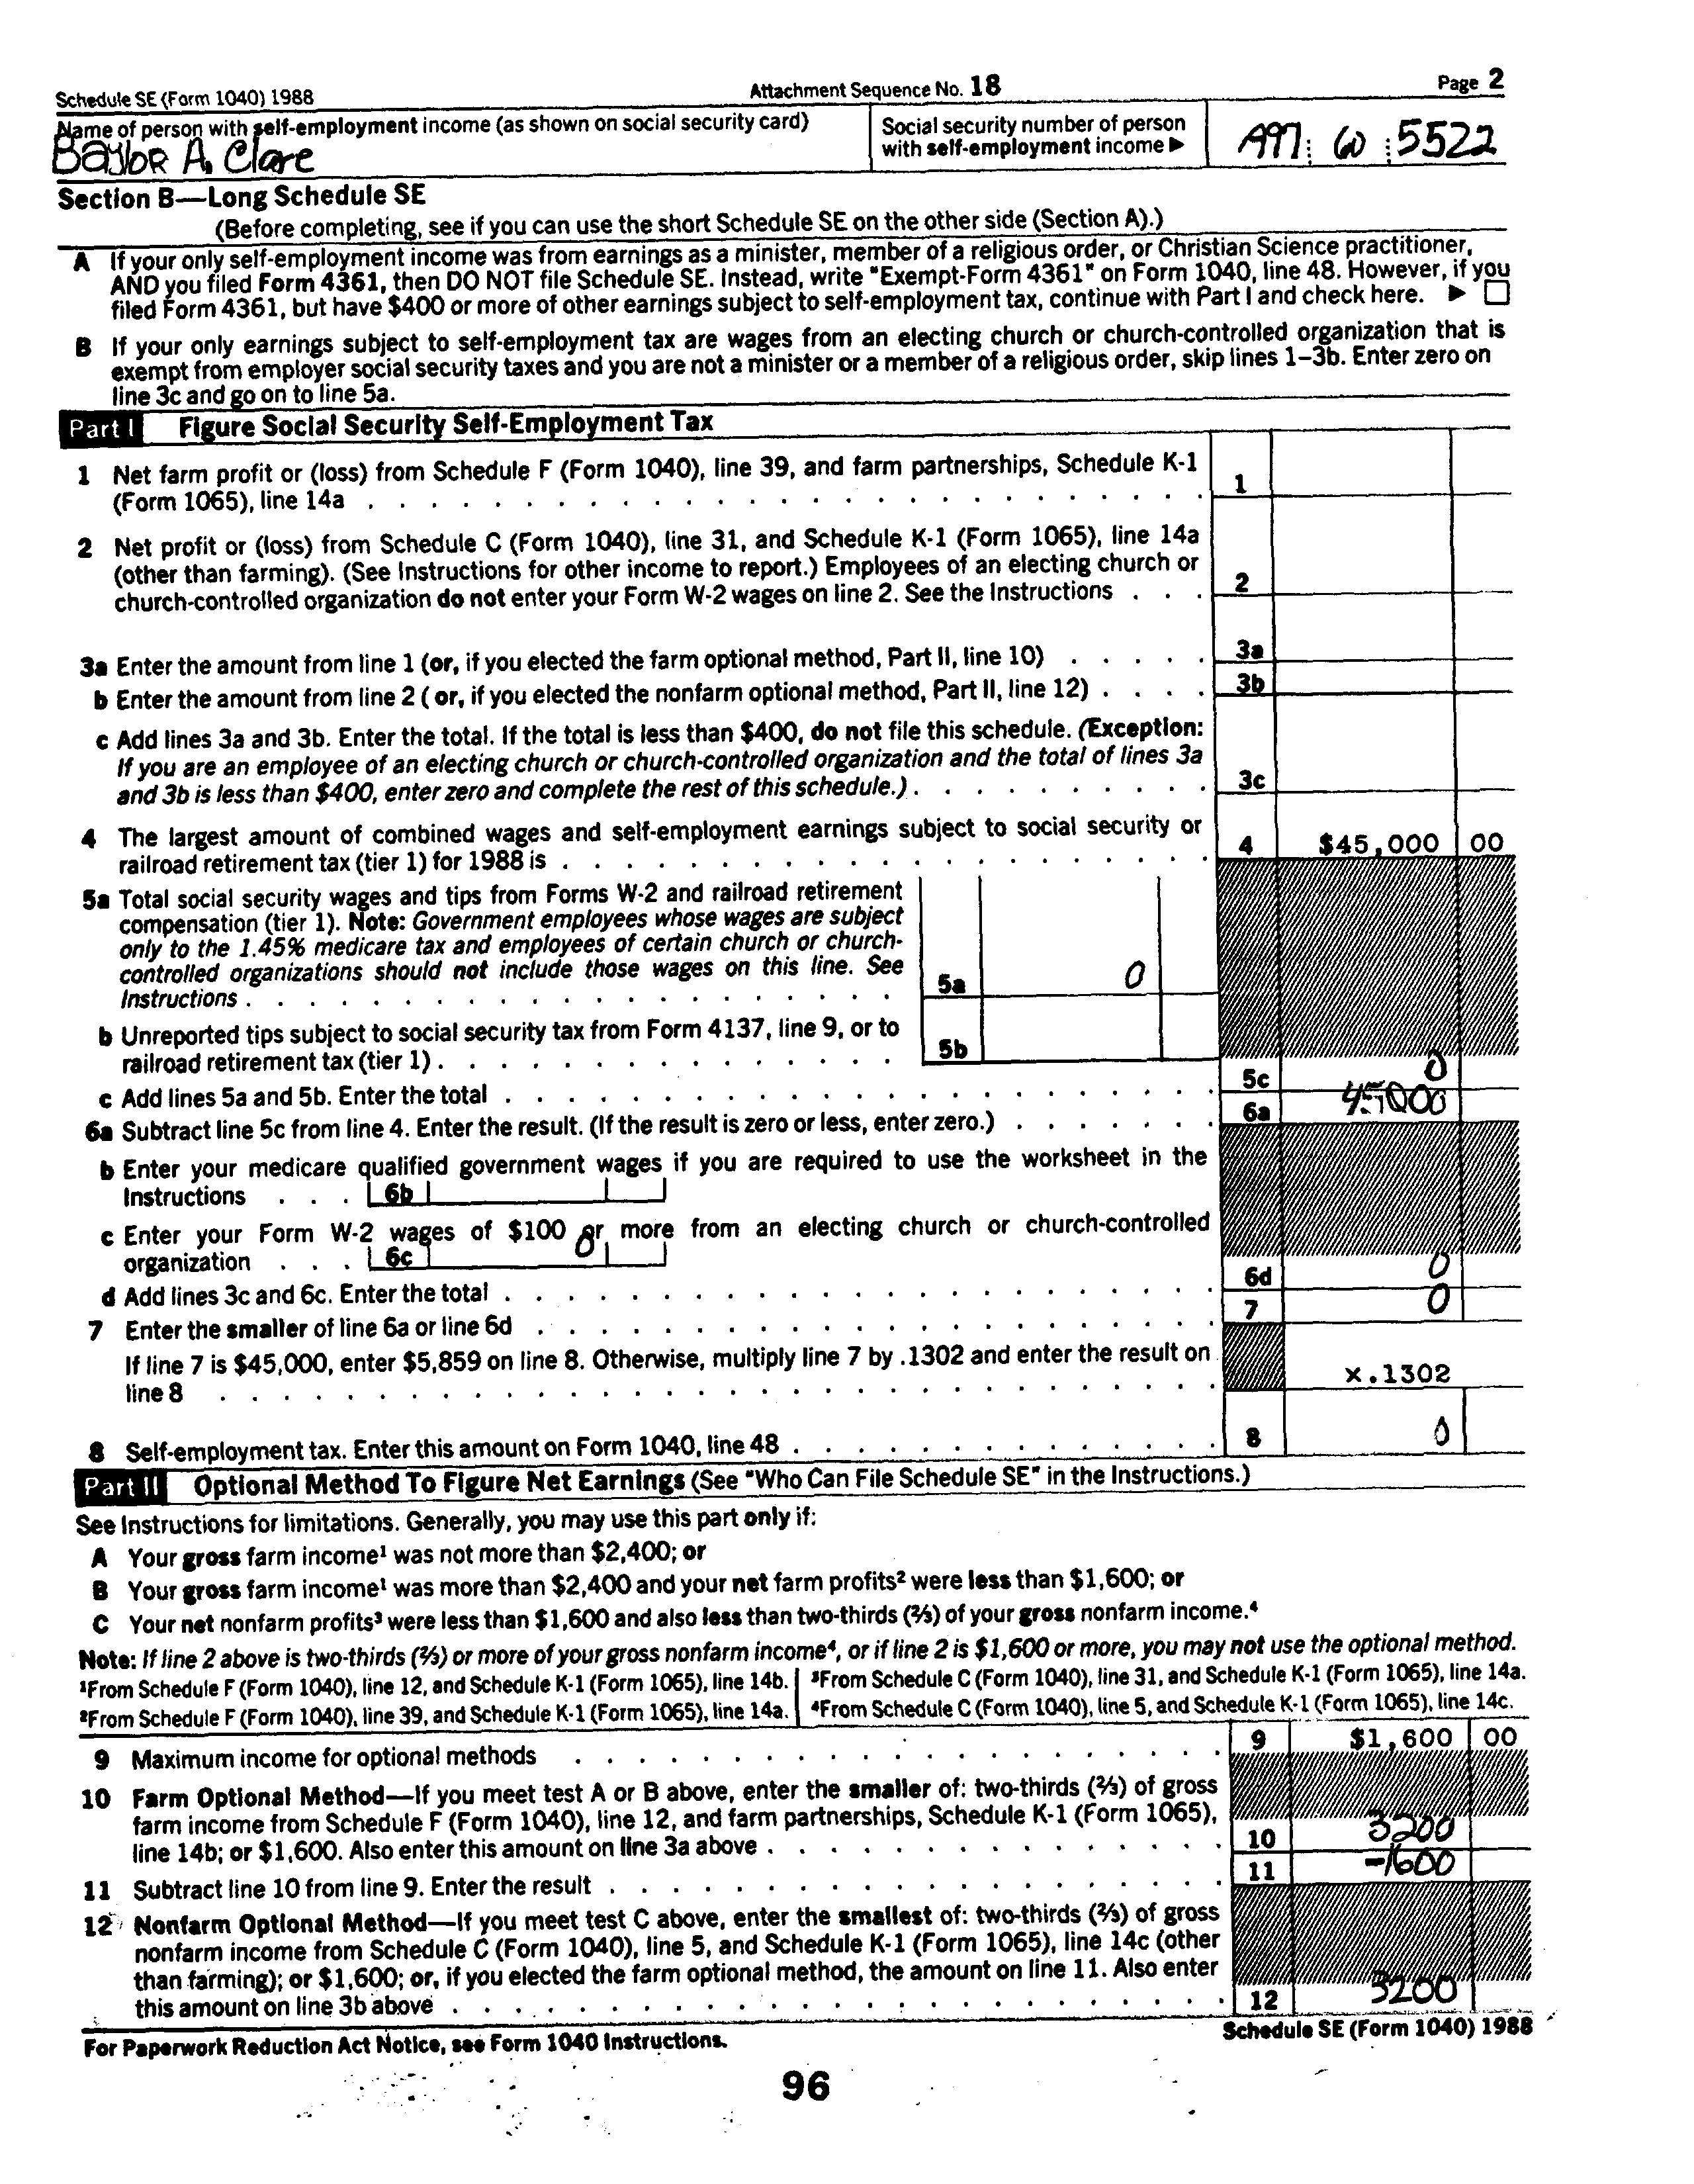 Schedule SE (Form 1040) 1988 Attachment Sequence No. 18 Page 2
Name of person with self-employment income (as shown on social security card)
Baylor A. Clare
Social security number of person
with self-employment income ▶ A97 60 5522
Section B—Long Schedule SE
(Before completing, see if you can use the short Schedule SE on the other side (Section A).)
A If your only self-employment income was from earnings as a minister, member of a religious order, or Christian Science practitioner,
AND you filed Form 4361, then DO NOT file Schedule SE. Instead, write "Exempt-Form 4361" on Form 1040, line 48. However, if you
filed Form 4361, but have $400 or more of other earnings subject to self-employment tax, continue with Part I and check here. ▶ ☐
B If your only earnings subject to self-employment tax are wages from an electing church or church-controlled organization that is
exempt from employer social security taxes and you are not a minister or a member of a religious order, skip lines 1–3b. Enter zero on
line 3c and go on to line 5a.
Part I Figure Social Security Self-Employment Tax
1 Net farm profit or (loss) from Schedule F (Form 1040), line 39, and farm partnerships, Schedule K-1
(Form 1065), line 14a . . . 1
2 Net profit or (loss) from Schedule C (Form 1040), line 31, and Schedule K-1 (Form 1065), line 14a
(other than farming). (See Instructions for other income to report.) Employees of an electing church or
church-controlled organization do not enter your Form W-2 wages on line 2. See the Instructions . . . 2
3a Enter the amount from line 1 (or, if you elected the farm optional method, Part II, line 10) . . . 3a
b Enter the amount from line 2 ( or, if you elected the nonfarm optional method, Part II, line 12) . . . 3b
c Add lines 3a and 3b. Enter the total. If the total is less than $400, do not file this schedule. (Exception:
If you are an employee of an electing church or church-controlled organization and the total of lines 3a
and 3b is less than $400, enter zero and complete the rest of this schedule.) . . . 3c
4 The largest amount of combined wages and self-employment earnings subject to social security or
railroad retirement tax (tier 1) for 1988 is . . . 4 $45,000 00
5a Total social security wages and tips from Forms W-2 and railroad retirement
compensation (tier 1). Note: Government employees whose wages are subject
only to the 1.45% medicare tax and employees of certain church or church-
controlled organizations should not include those wages on this line. See
Instructions . . . 5a 0
b Unreported tips subject to social security tax from Form 4137, line 9, or to
railroad retirement tax (tier 1) . . . 5b
c Add lines 5a and 5b. Enter the total . . . 5c 0
6a Subtract line 5c from line 4. Enter the result. (If the result is zero or less, enter zero.) . . . 6a 45000
b Enter your medicare qualified government wages if you are required to use the worksheet in the
Instructions . . . 6b
c Enter your Form W-2 wages of $100 or more from an electing church or church-controlled
organization . . . 6c 0
d Add lines 3c and 6c. Enter the total . . . 6d 0
7 Enter the smaller of line 6a or line 6d . . . 7 0
If line 7 is $45,000, enter $5,859 on line 8. Otherwise, multiply line 7 by .1302 and enter the result on
line 8 . . . x.1302
8 Self-employment tax. Enter this amount on Form 1040, line 48 . . . 8 0
Part II Optional Method To Figure Net Earnings (See "Who Can File Schedule SE" in the Instructions.)
See Instructions for limitations. Generally, you may use this part only if:
A Your gross farm income¹ was not more than $2,400; or
B Your gross farm income¹ was more than $2,400 and your net farm profits² were less than $1,600; or
C Your net nonfarm profits³ were less than $1,600 and also less than two-thirds (⅔) of your gross nonfarm income.⁴
Note: If line 2 above is two-thirds (⅔) or more of your gross nonfarm income⁴, or if line 2 is $1,600 or more, you may not use the optional method.
¹From Schedule F (Form 1040), line 12, and Schedule K-1 (Form 1065), line 14b. ³From Schedule C (Form 1040), line 31, and Schedule K-1 (Form 1065), line 14a.
²From Schedule F (Form 1040), line 39, and Schedule K-1 (Form 1065), line 14a. ⁴From Schedule C (Form 1040), line 5, and Schedule K-1 (Form 1065), line 14c.
9 Maximum income for optional methods . . . 9 $1,600 00
10 Farm Optional Method—If you meet test A or B above, enter the smaller of: two-thirds (⅔) of gross
farm income from Schedule F (Form 1040), line 12, and farm partnerships, Schedule K-1 (Form 1065),
line 14b; or $1,600. Also enter this amount on line 3a above . . . 10 3200
11 Subtract line 10 from line 9. Enter the result . . . 11 -1600
12 Nonfarm Optional Method—If you meet test C above, enter the smallest of: two-thirds (⅔) of gross
nonfarm income from Schedule C (Form 1040), line 5, and Schedule K-1 (Form 1065), line 14c (other
than farming); or $1,600; or, if you elected the farm optional method, the amount on line 11. Also enter
this amount on line 3b above . . . 12 3200
For Paperwork Reduction Act Notice, see Form 1040 Instructions. Schedule SE (Form 1040) 1988
96